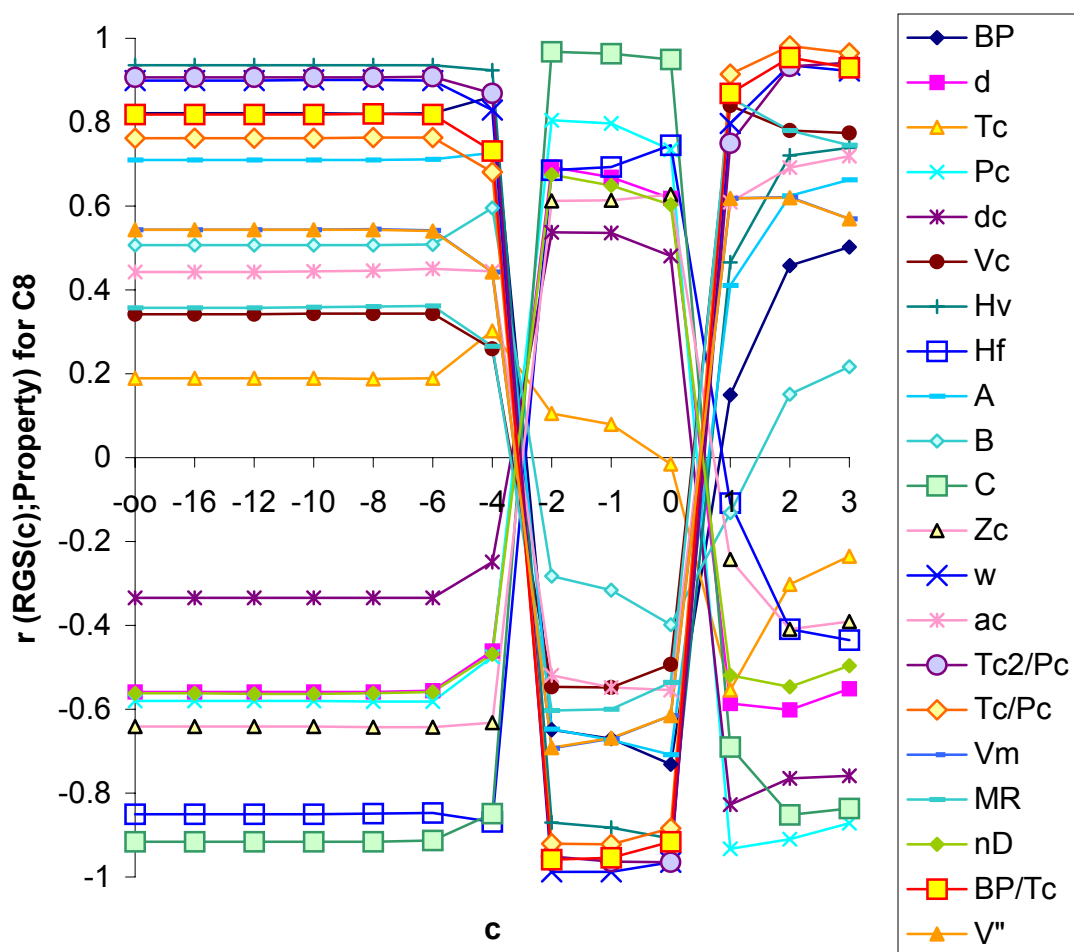 r (RGS(c);Property) for C8
1
0.8
0.6
0.4
0.2
0
-0.2
-0.4
-0.6
-0.8
-1
-oo -16 -12 -10 -8 -6 -4 -2 -1 0 1 2 3
c
BP
d
Tc
Pc
dc
Vc
Hv
Hf
A
B
C
Zc
w
ac
Tc2/Pc
Tc/Pc
Vm
MR
nD
BP/Tc
V"